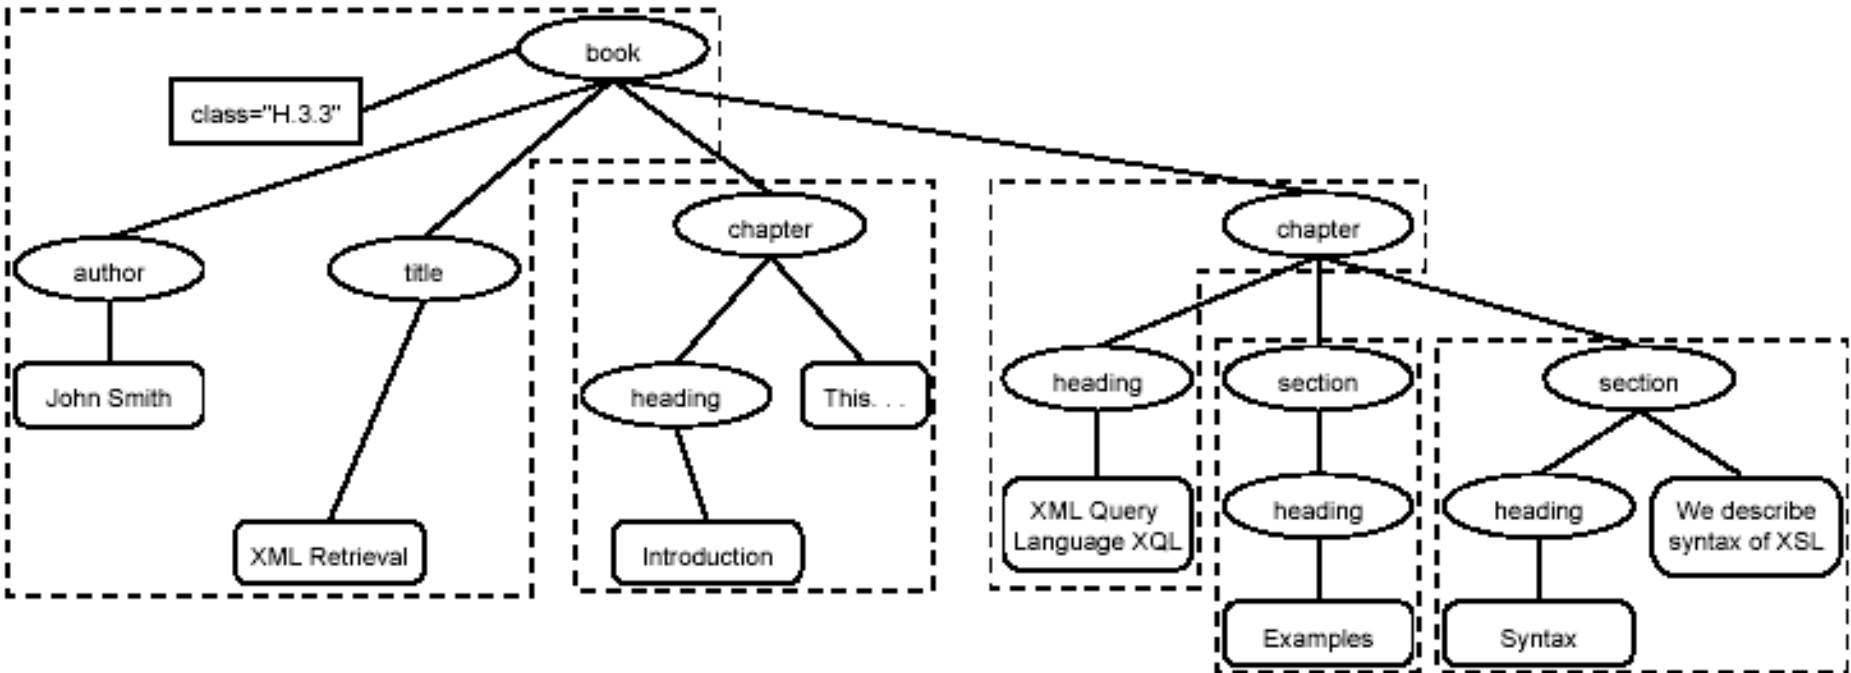 book
class="H.3.3"
chapter
chapter
author
title
heading
section
section
John Smith
heading
This. . .
XML Query
Language XQL
heading
heading
We describe
syntax of XSL
XML Retrieval
Introduction
Examples
Syntax